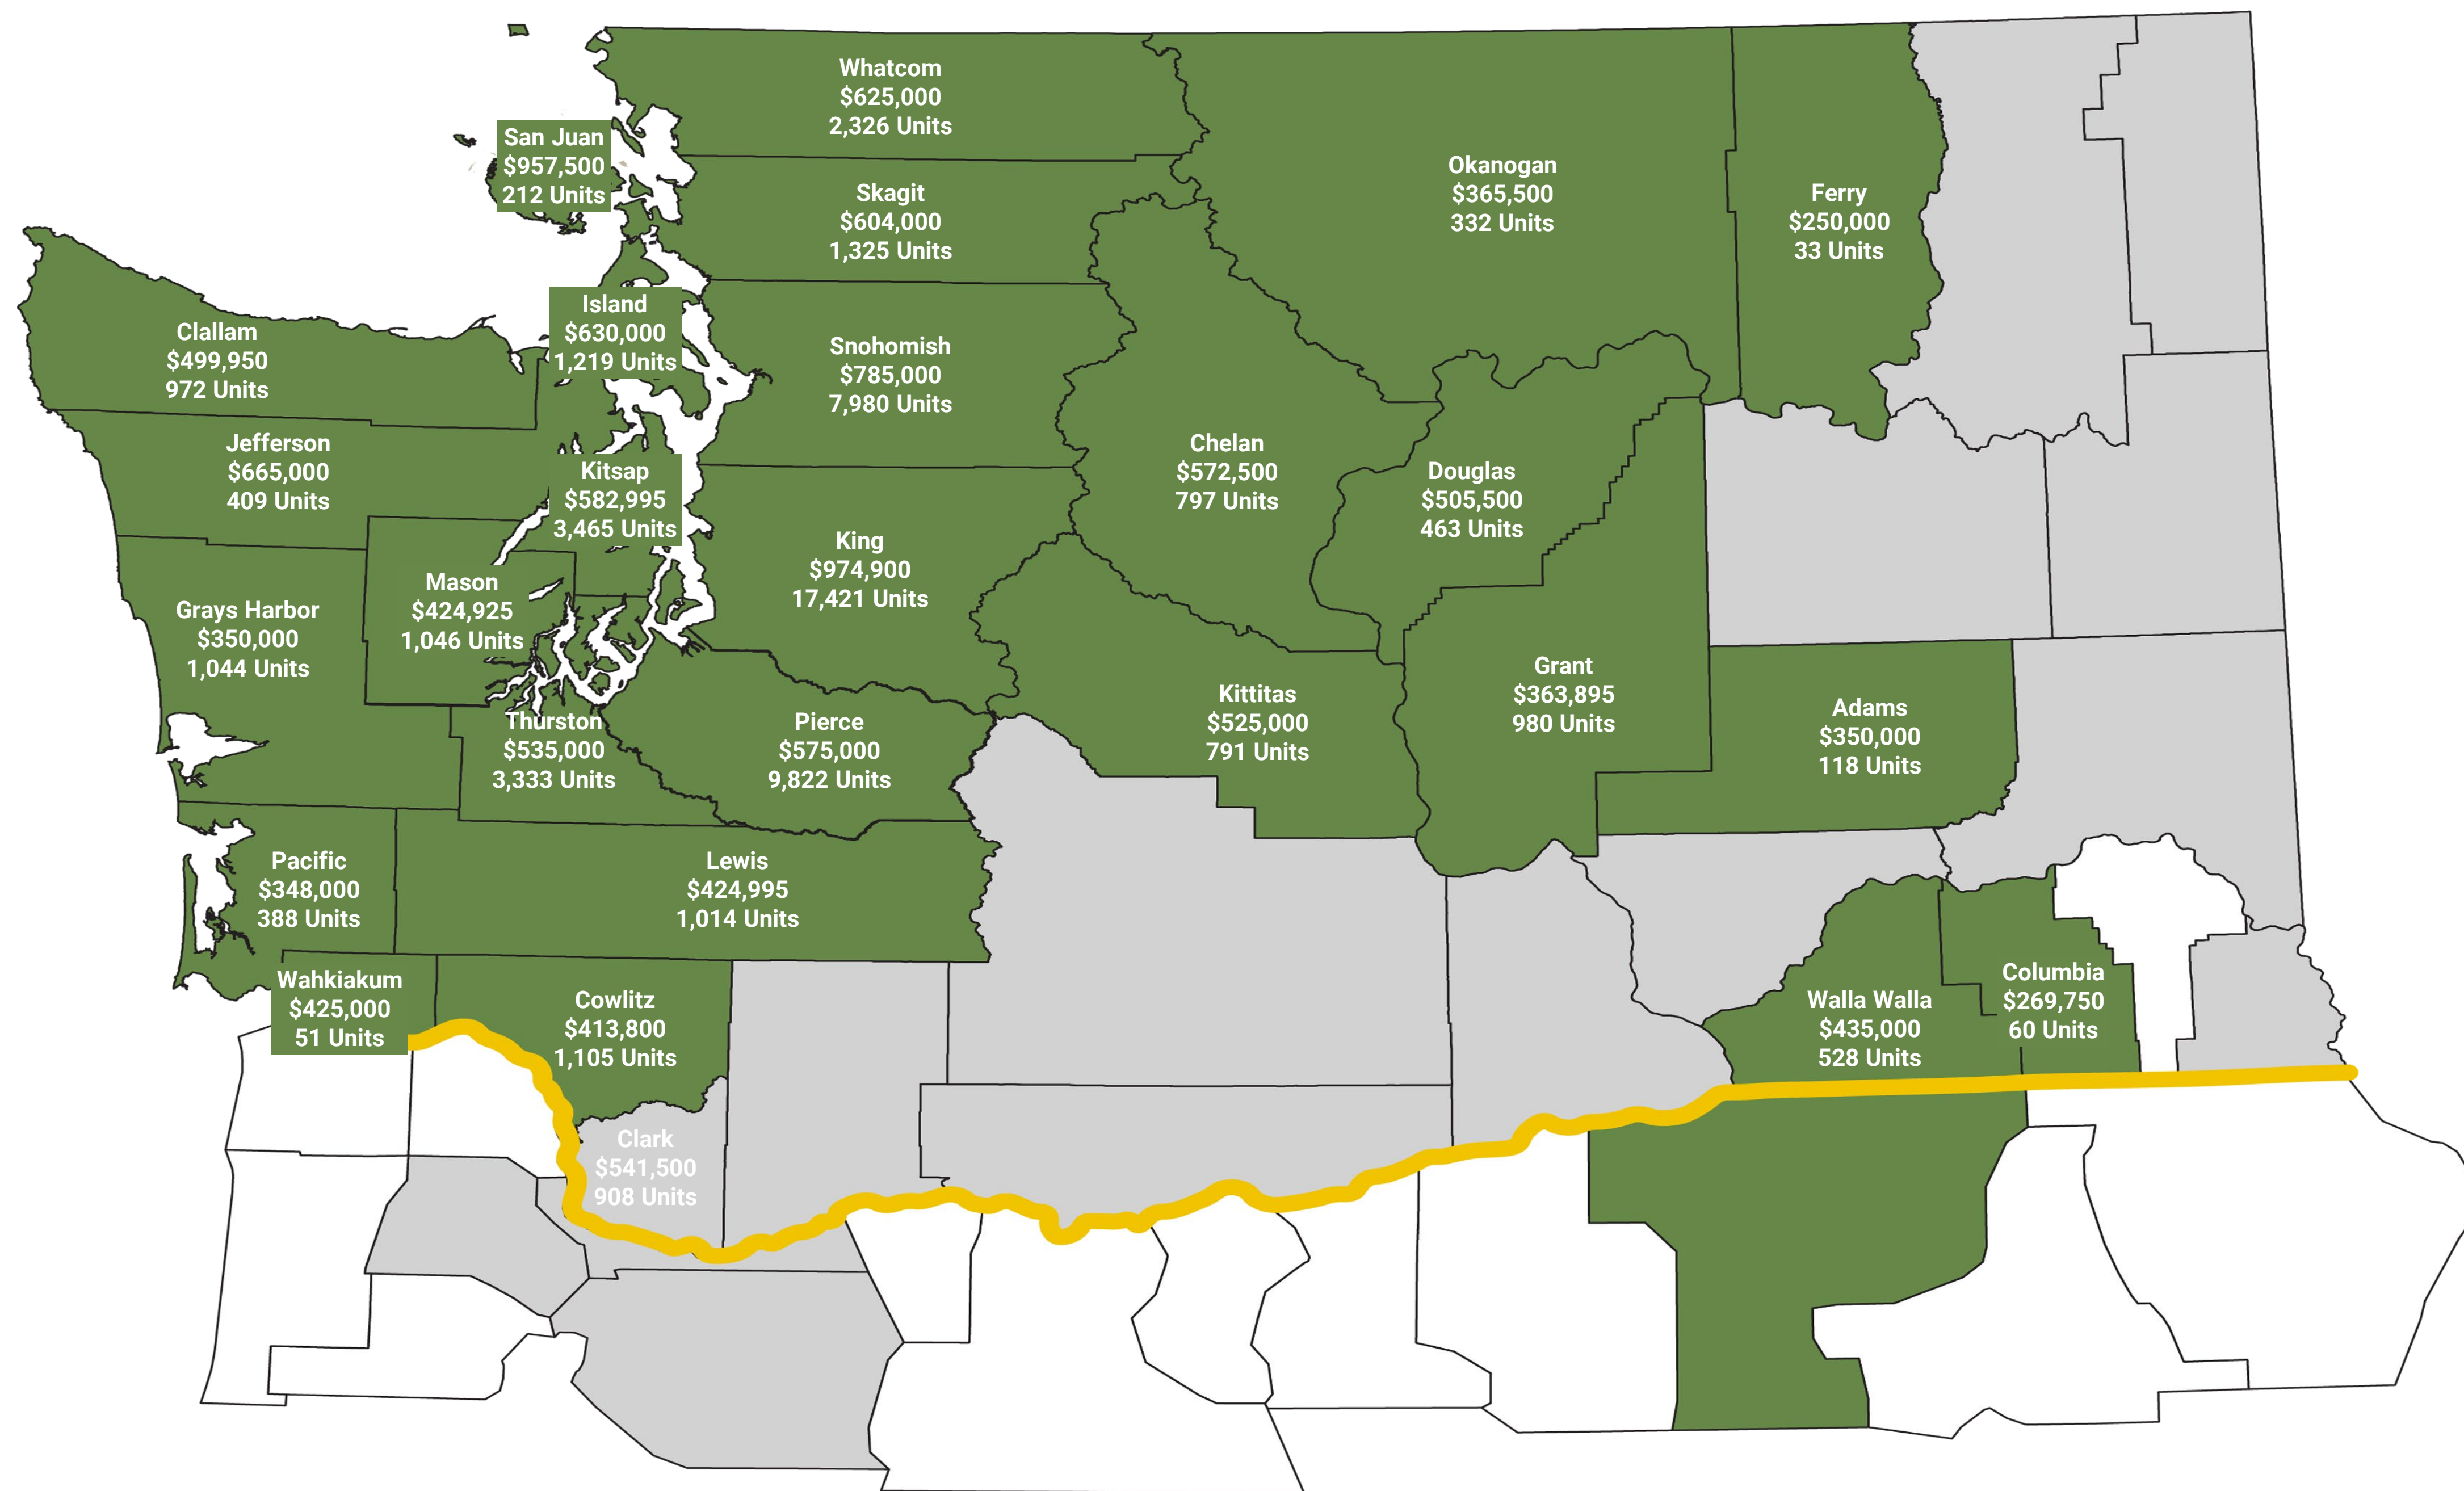 Whatcom
$625,000
2,326 Units
San Juan
$957,500
212 Units
Skagit
$604,000
1,325 Units
Okanogan
$365,500
332 Units
Ferry
$250,000
33 Units
Island
$630,000
1,219 Units
Clallam
$499,950
972 Units
Snohomish
$785,000
7,980 Units
Jefferson
$665,000
409 Units
Kitsap
$582,995
3,465 Units
Chelan
$572,500
797 Units
Douglas
$505,500
463 Units
King
$974,900
17,421 Units
Mason
$424,925
1,046 Units
Grays Harbor
$350,000
1,044 Units
Grant
$363,895
980 Units
Kittitas
$525,000
791 Units
Adams
$350,000
118 Units
Thurston
$535,000
3,333 Units
Pierce
$575,000
9,822 Units
Pacific
$348,000
388 Units
Lewis
$424,995
1,014 Units
Wahkiakum
$425,000
51 Units
Cowlitz
$413,800
1,105 Units
Walla Walla
$435,000
528 Units
Columbia
$269,750
60 Units
Clark
$541,500
908 Units